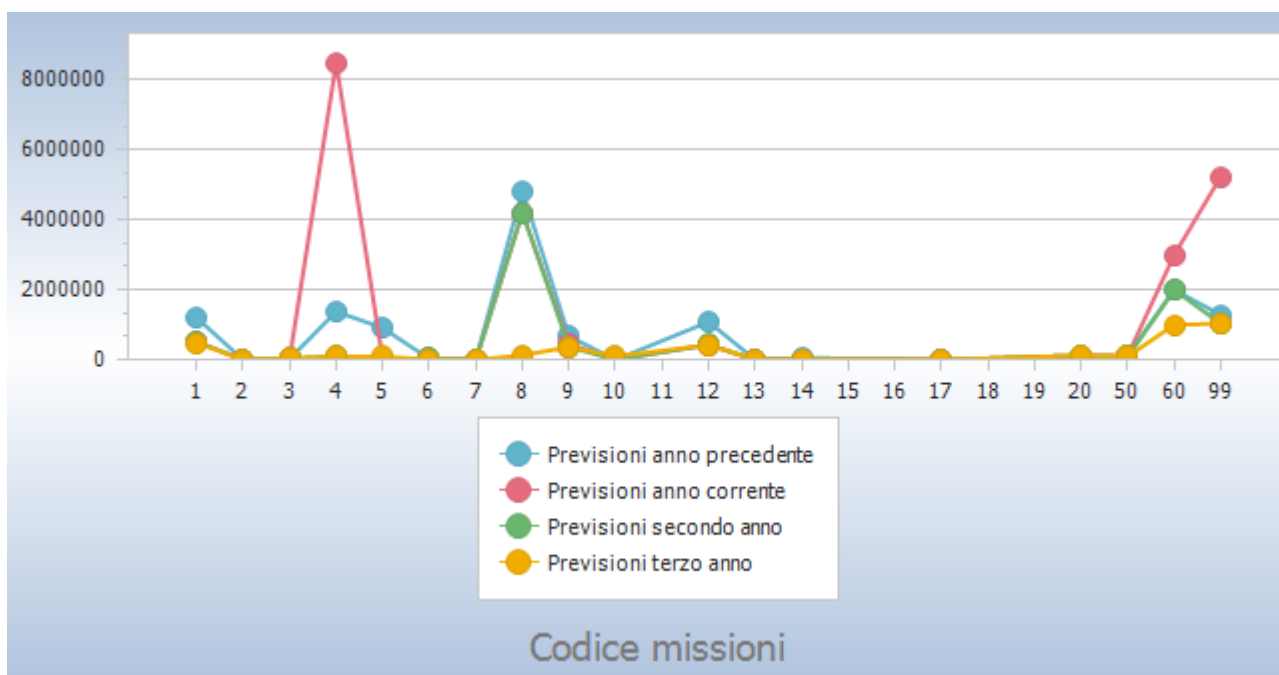 8000000
6000000
4000000
2000000
0
1 2 3 4 5 6 7 8 9 10 11 12 13 14 15 16 17 18 19 20 50 60 99
Previsioni anno precedente
Previsioni anno corrente
Previsioni secondo anno
Previsioni terzo anno
Codice missioni